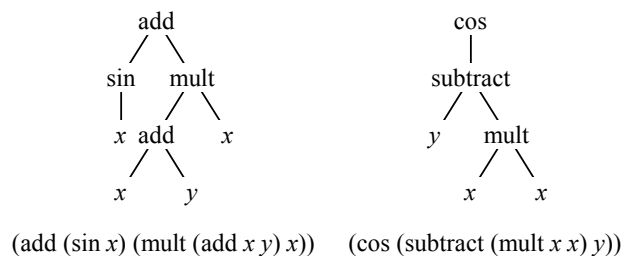 add
cos
sin mult
subtract
x add x
y mult
x y
x x
(add (sin x) (mult (add x y) x))
(cos (subtract (mult x x) y))